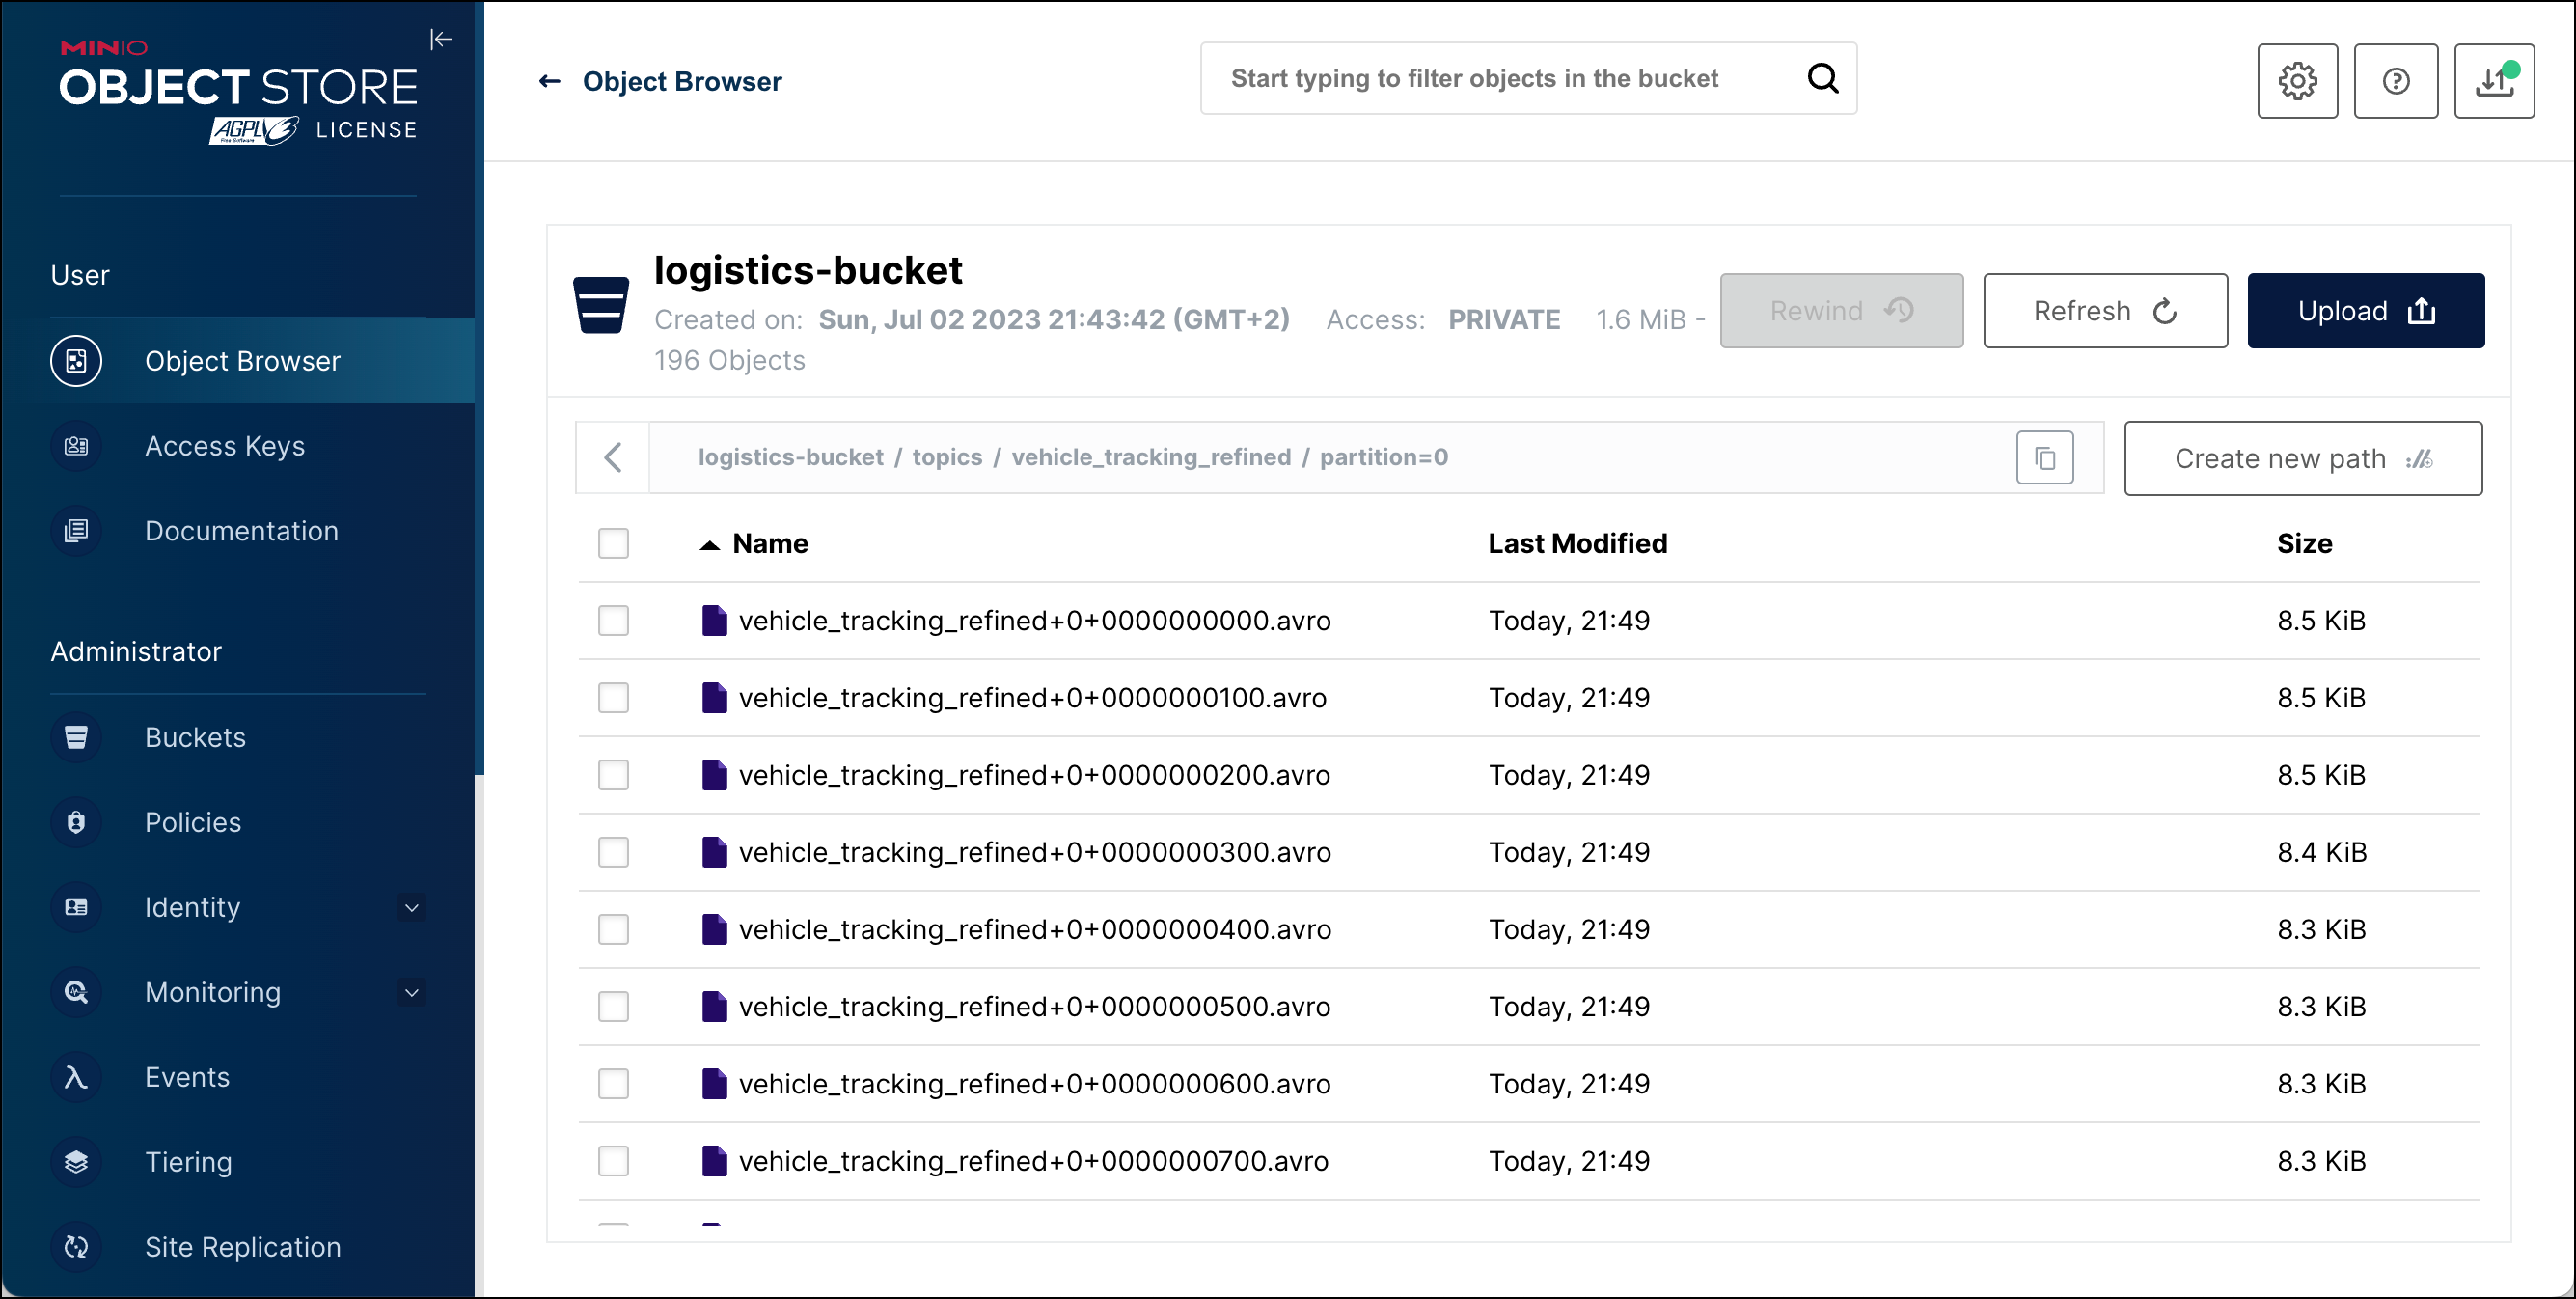 MINIO
OBJECT STORE
AGPL V3 LICENSE
Free Software
User
Object Browser
Access Keys
Documentation
Administrator
Buckets
Policies
Identity
Monitoring
Events
Tiering
Site Replication
← Object Browser
Start typing to filter objects in the bucket
logistics-bucket
Created on: Sun, Jul 02 2023 21:43:42 (GMT+2) Access: PRIVATE 1.6 MiB -
196 Objects
Rewind
Refresh
Upload
logistics-bucket / topics / vehicle_tracking_refined / partition=0
Create new path
Name Last Modified Size
vehicle_tracking_refined+0+0000000000.avro Today, 21:49 8.5 KiB
vehicle_tracking_refined+0+0000000100.avro Today, 21:49 8.5 KiB
vehicle_tracking_refined+0+0000000200.avro Today, 21:49 8.5 KiB
vehicle_tracking_refined+0+0000000300.avro Today, 21:49 8.4 KiB
vehicle_tracking_refined+0+0000000400.avro Today, 21:49 8.3 KiB
vehicle_tracking_refined+0+0000000500.avro Today, 21:49 8.3 KiB
vehicle_tracking_refined+0+0000000600.avro Today, 21:49 8.3 KiB
vehicle_tracking_refined+0+0000000700.avro Today, 21:49 8.3 KiB